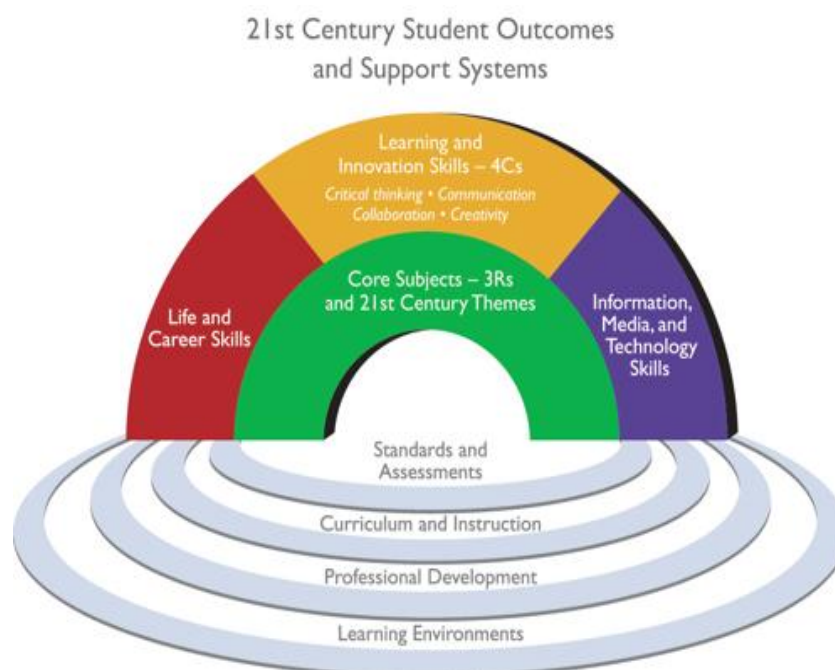 21st Century Student Outcomes
and Support Systems
Learning and
Innovation Skills – 4Cs
Critical thinking • Communication
Collaboration • Creativity
Core Subjects – 3Rs
and 21st Century Themes
Life and
Career Skills
Information,
Media, and
Technology
Skills
Standards and
Assessments
Curriculum and Instruction
Professional Development
Learning Environments